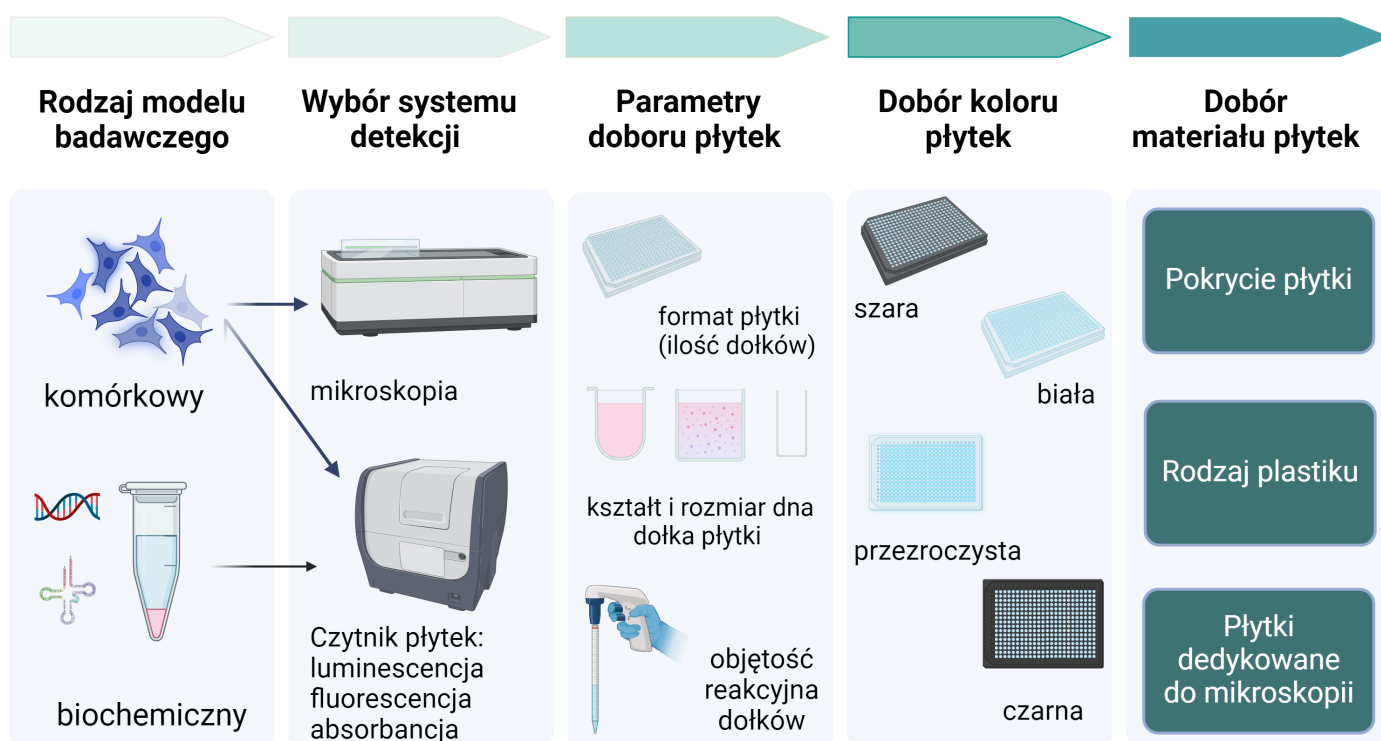 Rodzaj modelu
badawczego
Wybór systemu
detekcji
Parametry
doboru płytek
Dobór koloru
płytek
Dobór
materiału płytek
komórkowy
biochemiczny
mikroskopia
Czytnik płytek:
luminescencja
fluorescencja
absorbancja
format płytki
(ilość dołków)
kształt i rozmiar dna
dołka płytki
objętość
reakcyjna
dołków
szara
biała
przezroczysta
czarna
Pokrycie płytki
Rodzaj plastiku
Płytki
dedykowane
do mikroskopii